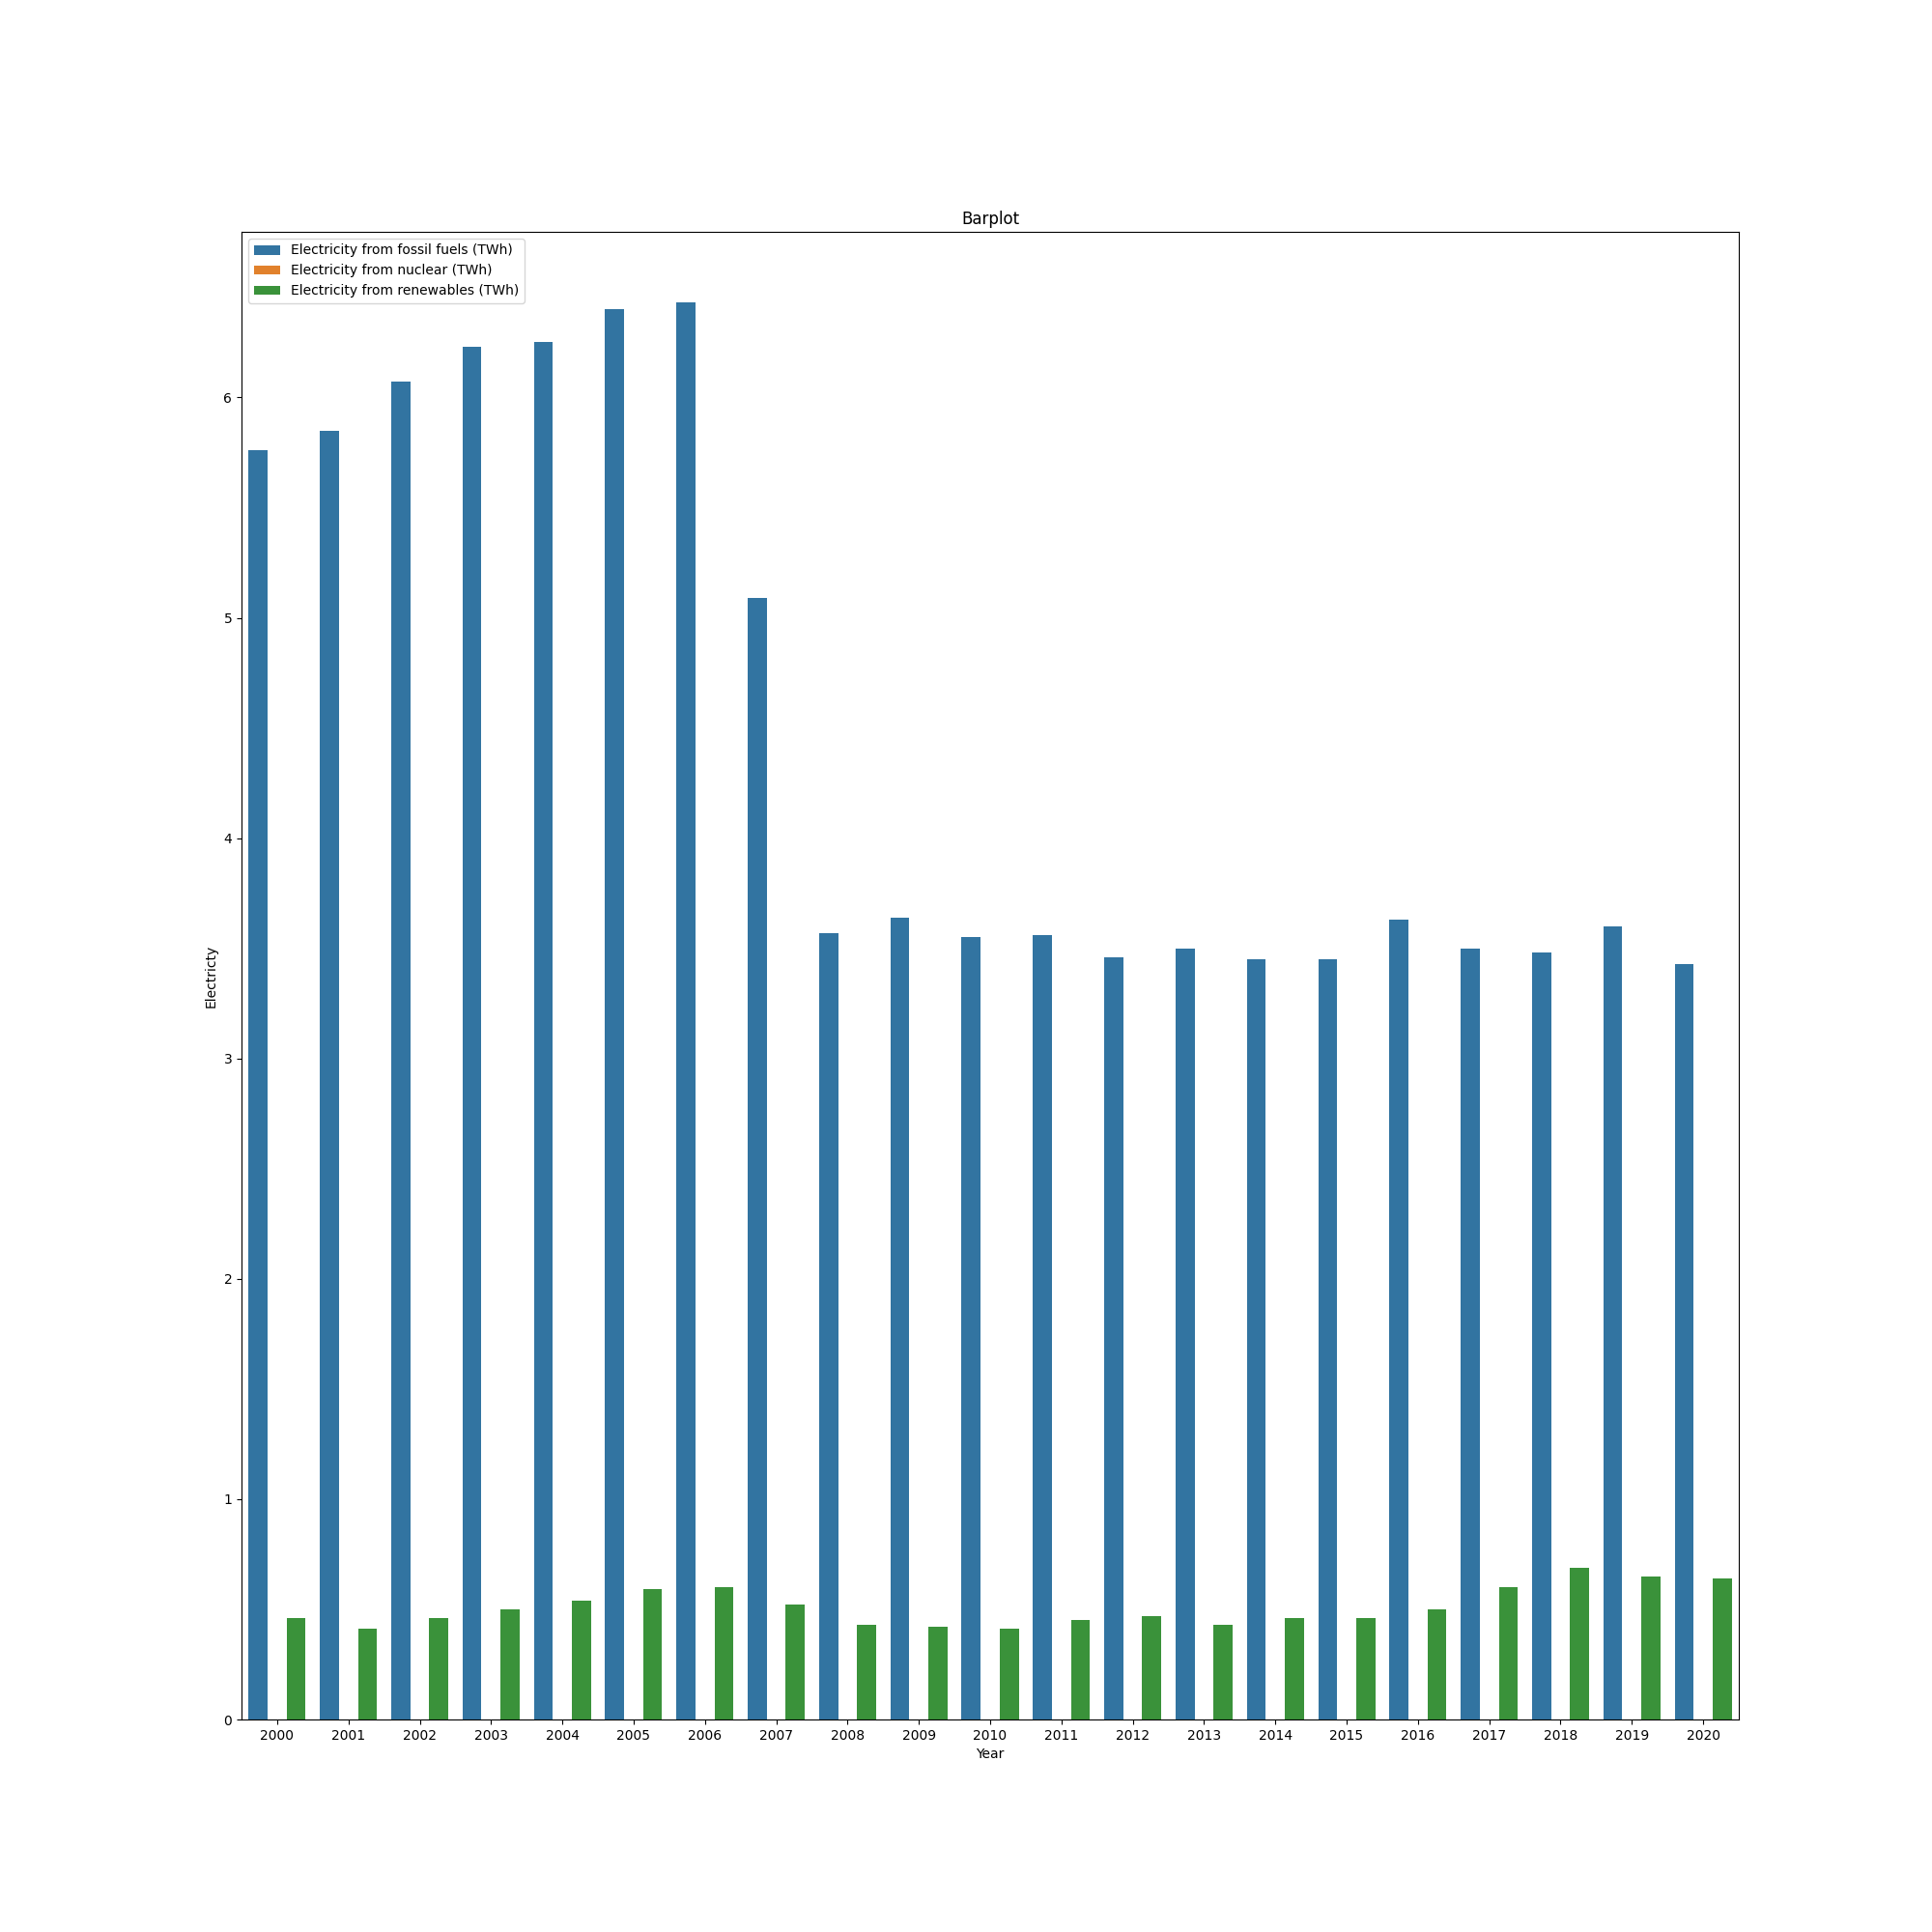 Barplot
Electricity from fossil fuels (TWh)
Electricity from nuclear (TWh)
Electricity from renewables (TWh)
6
5
4
3
2
1
0
Electricty
2000 2001 2002 2003 2004 2005 2006 2007 2008 2009 2010 2011 2012 2013 2014 2015 2016 2017 2018 2019 2020
Year